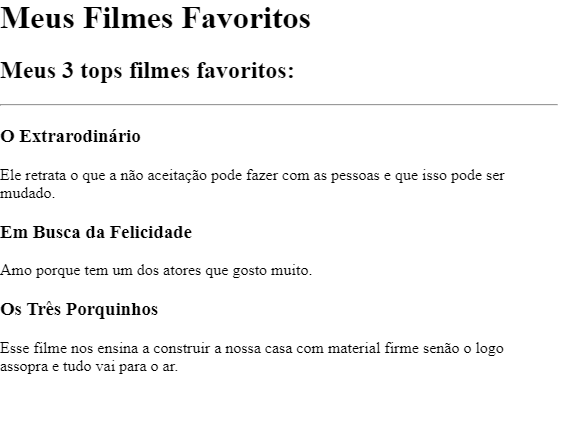 Meus Filmes Favoritos
Meus 3 tops filmes favoritos:
O Extrarodinário
Ele retrata o que a não aceitação pode fazer com as pessoas e que isso pode ser
mudado.
Em Busca da Felicidade
Amo porque tem um dos atores que gosto muito.
Os Três Porquinhos
Esse filme nos ensina a construir a nossa casa com material firme senão o logo
assopra e tudo vai para o ar.